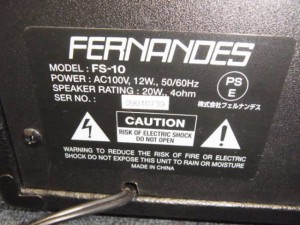 FERNANDES
MODEL : FS-10
POWER : AC100V, 12W., 50/60Hz
SPEAKER RATING : 20W., 4ohm
SER NO. :
PS
E
株式会社フェルナンデス
CAUTION
RISK OF ELECTRIC SHOCK
DO NOT OPEN
WARNING TO REDUCE THE RISK OF FIRE OR ELECTRIC
SHOCK DO NOT EXPOSE THIS UNIT TO RAIN OR MOISTURE
MADE IN CHINA